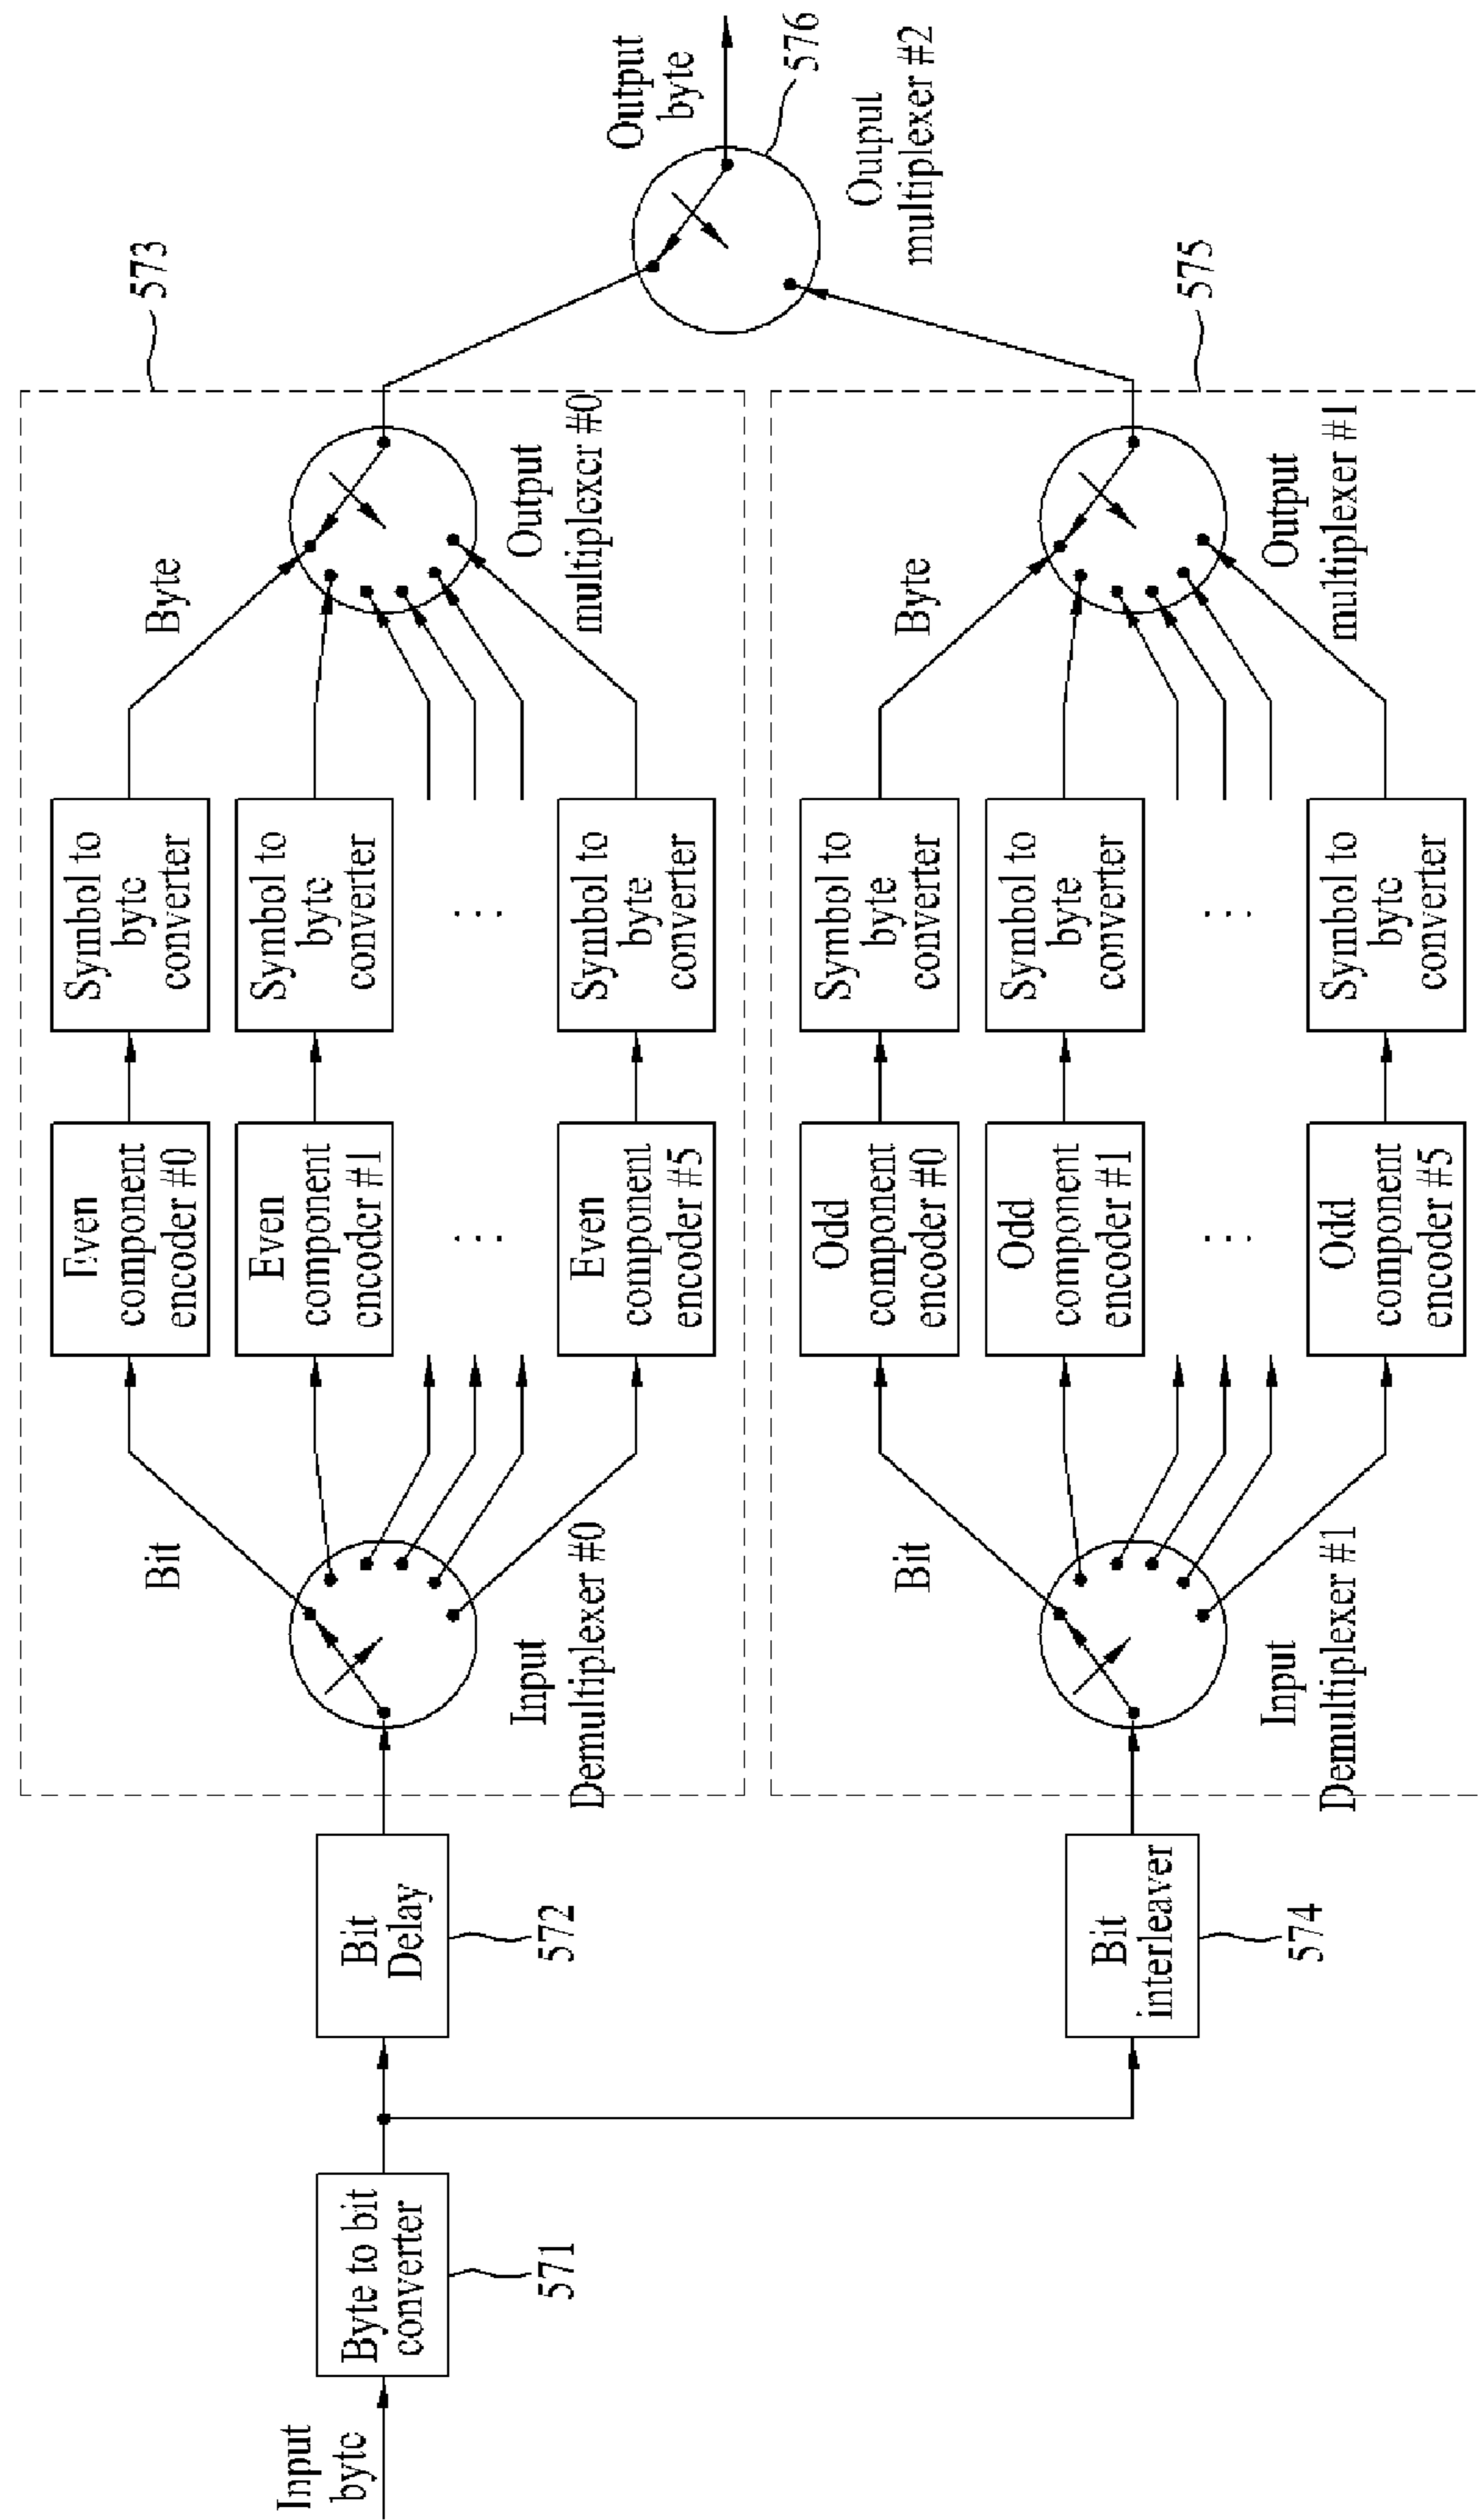 Input
byte
Byte to bit
converter
571
Bit
Delay
572
Bit
interleaver
574
573
Input
Demultiplexer #0
Bit
Even
component
encoder #0
Even
component
encoder #1
⋮
Even
component
encoder #5
Symbol to
byte
converter
Symbol to
byte
converter
⋮
Symbol to
byte
converter
Byte
Output
multiplexer #0
575
Input
Demultiplexer #1
Bit
Odd
component
encoder #0
Odd
component
encoder #1
⋮
Odd
component
encoder #5
Symbol to
byte
converter
Symbol to
byte
converter
⋮
Symbol to
byte
converter
Byte
Output
multiplexer #1
Output
byte
576
Output
multiplexer #2